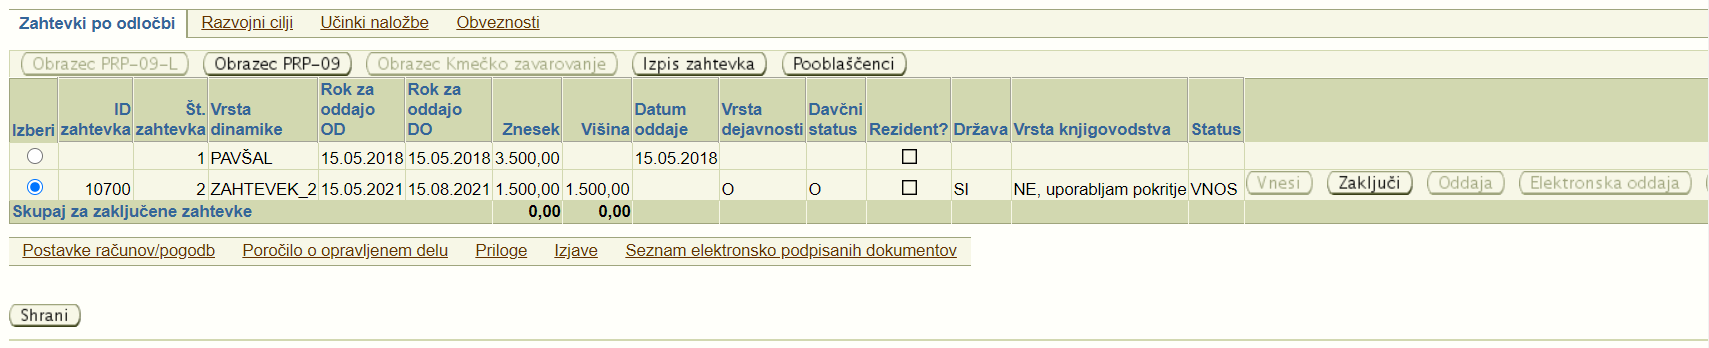 Zahtevki po odločbi Razvojni cilji Učinki naložbe Obveznosti
Obrazec PRP-09-L Obrazec PRP-09 Obrazec Kmečko zavarovanje Izpis zahtevka Pooblaščenci
Izberi ID zahtevka Št. zahtevka Vrsta dinamike Rok za oddajo OD Rok za oddajo DO Znesek Višina Datum oddaje Vrsta dejavnosti Davčni status Rezident? Država Vrsta knjigovodstva Status
1 PAVŠAL 15.05.2018 15.05.2018 3.500,00 15.05.2018
10700 2 ZAHTEVEK_2 15.05.2021 15.08.2021 1.500,00 1.500,00 O O SI NE, uporabljam pokritje VNOS Vnesi Zaključi Oddaja Elektronska oddaja
Skupaj za zaključene zahtevke 0,00 0,00
Postavke računov/pogodb Poročilo o opravljenem delu Priloge Izjave Seznam elektronsko podpisanih dokumentov
Shrani